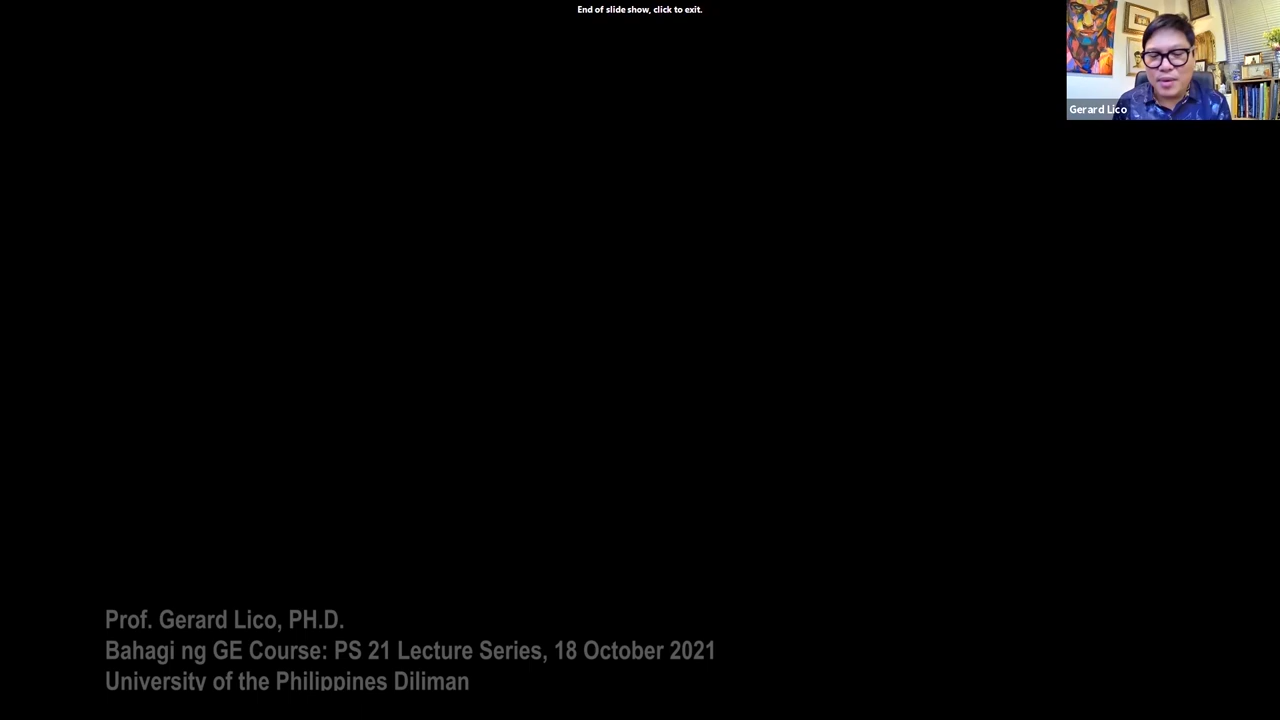 End of slide show, click to exit.
Gerard Lico
Prof. Gerard Lico, PH.D.
Bahagi ng GE Course: PS 21 Lecture Series, 18 October 2021
University of the Philippines Diliman